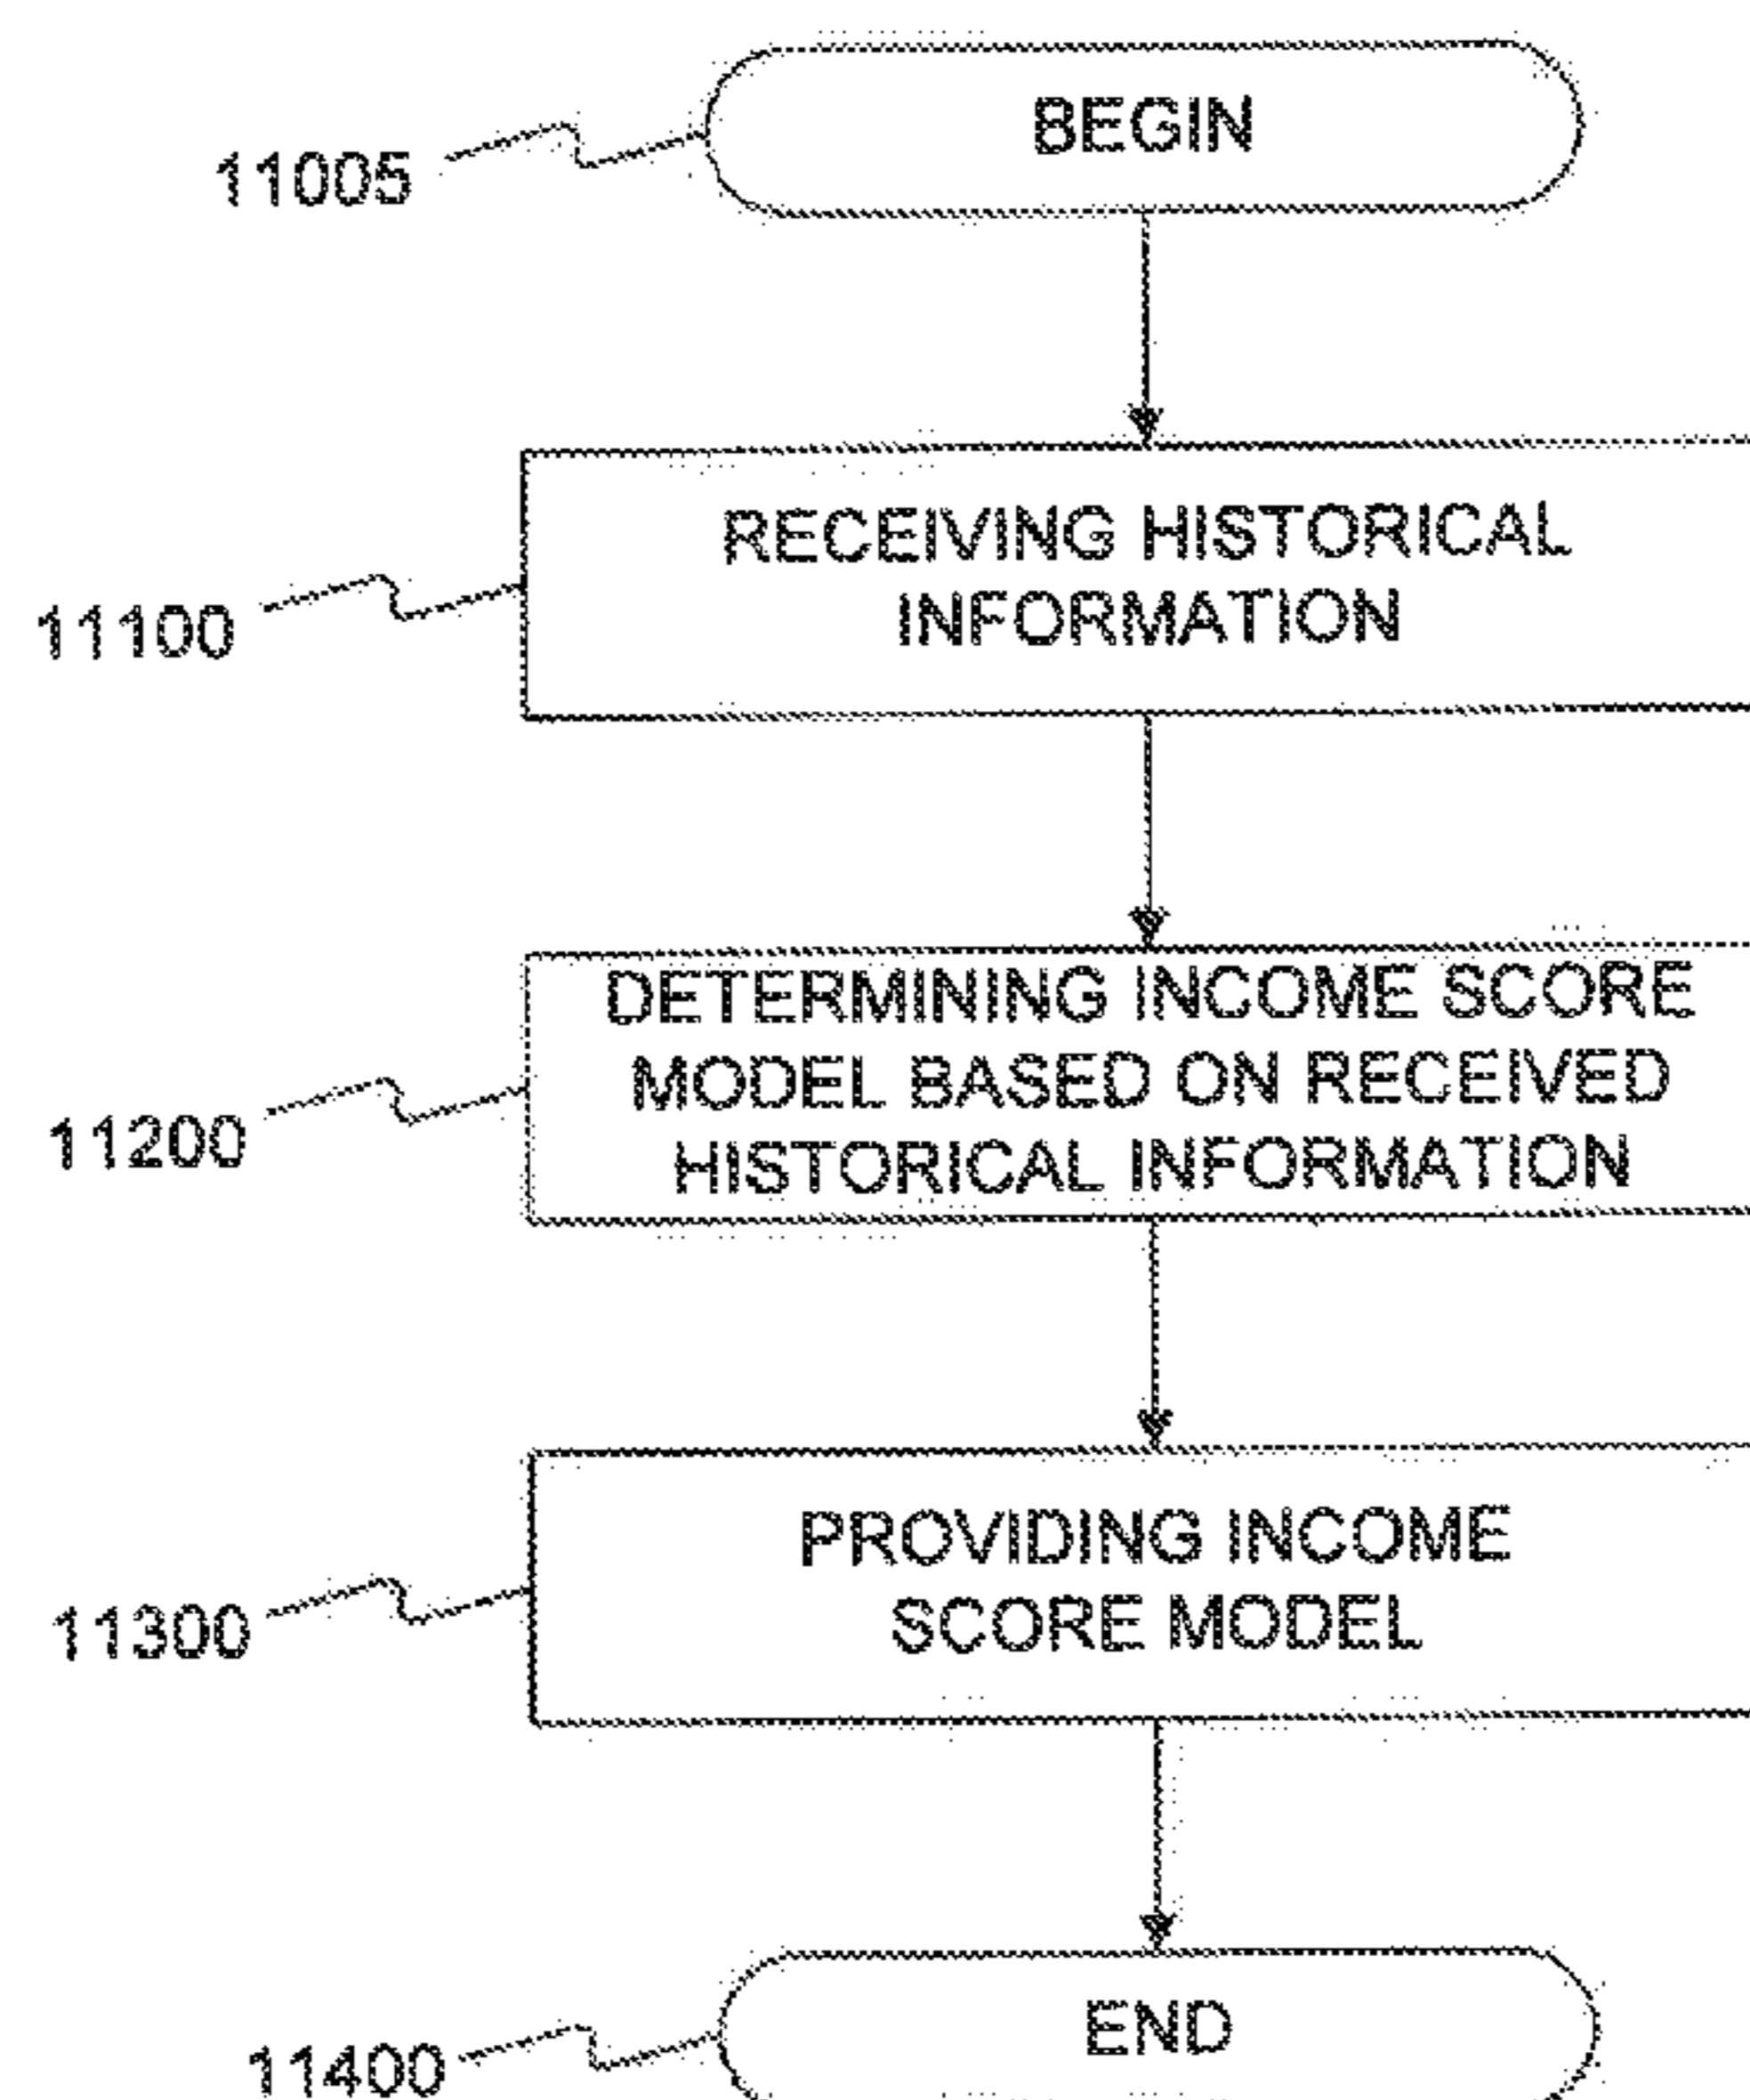 BEGIN
11005
RECEIVING HISTORICAL
INFORMATION
11100
DETERMINING INCOME SCORE
MODEL BASED ON RECEIVED
HISTORICAL INFORMATION
11200
PROVIDING INCOME
SCORE MODEL
11300
END
11400